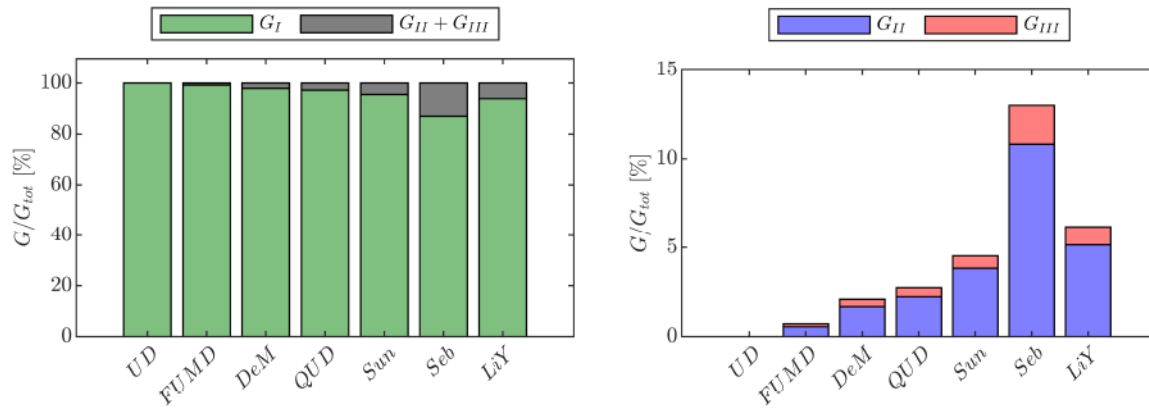 G_I G_II + G_III
G/G_tot [%]
100
80
60
40
20
0
UD FUMD DeM QUD Sun Seb LiY
G_II G_III
G/G_tot [%]
15
10
5
0
UD FUMD DeM QUD Sun Seb LiY